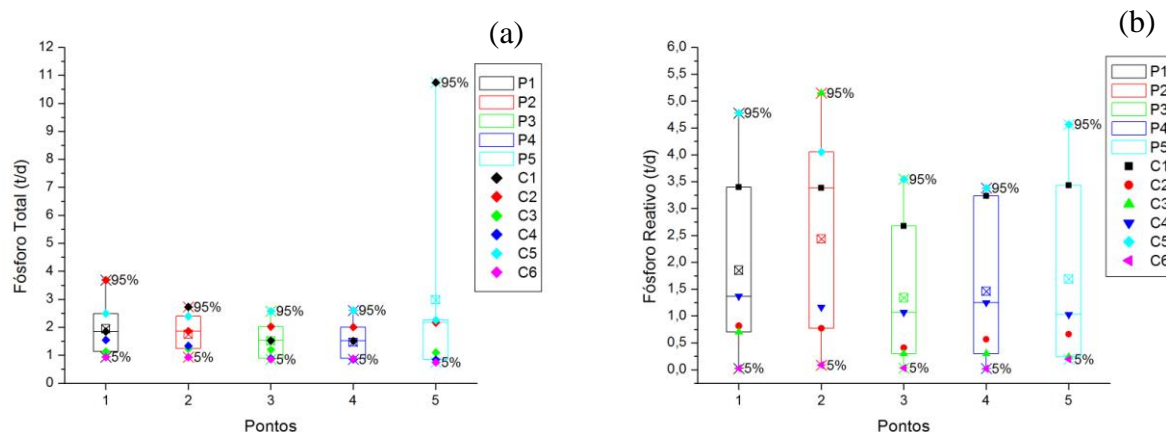 (a)
12
11
10
9
8
7
6
5
4
3
2
1
0
Fósforo Total (t/d)
95%
5%
95%
5%
95%
5%
95%
5%
95%
5%
1 2 3 4 5
Pontos
P1
P2
P3
P4
P5
C1
C2
C3
C4
C5
C6
(b)
6,0
5,5
5,0
4,5
4,0
3,5
3,0
2,5
2,0
1,5
1,0
0,5
0,0
Fósforo Reativo (t/d)
95%
5%
95%
5%
95%
5%
95%
5%
95%
5%
1 2 3 4 5
Pontos
P1
P2
P3
P4
P5
C1
C2
C3
C4
C5
C6